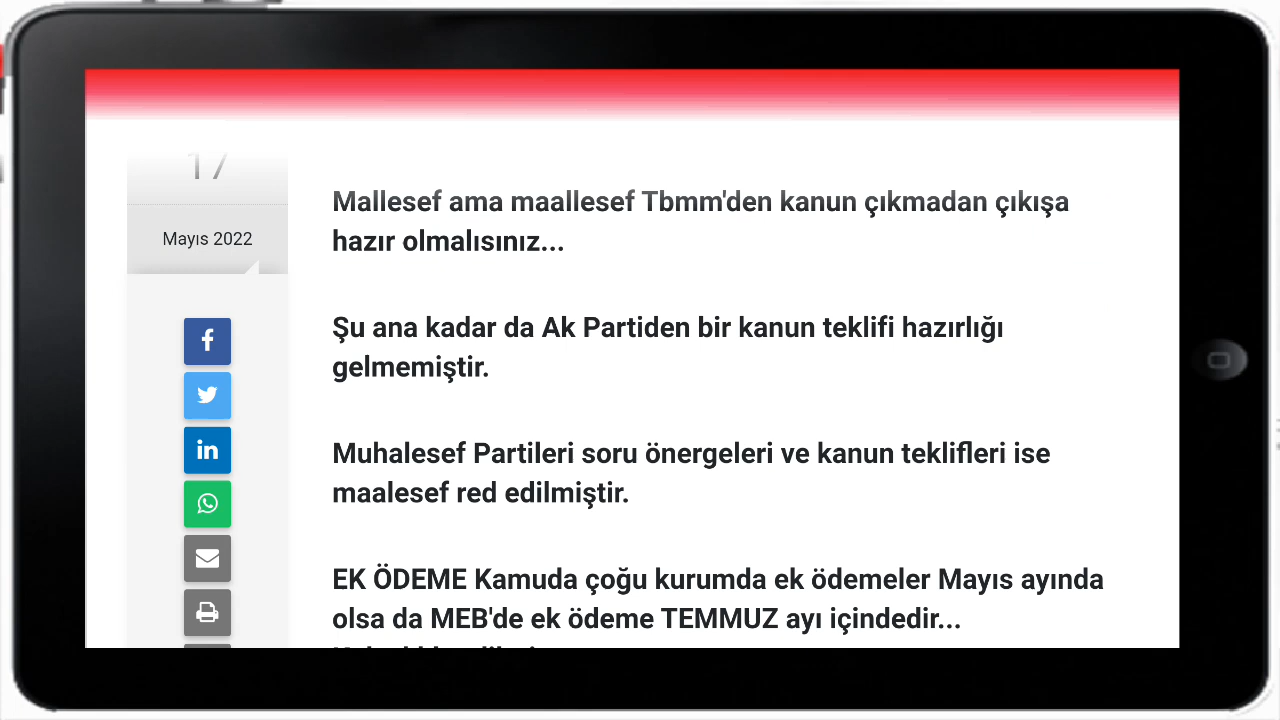 17
Mayıs 2022
Mallesef ama maallesef Tbmm'den kanun çıkmadan çıkışa
hazır olmalısınız...
Şu ana kadar da Ak Partiden bir kanun teklifi hazırlığı
gelmemiştir.
Muhalesef Partileri soru önergeleri ve kanun teklifleri ise
maalesef red edilmiştir.
EK ÖDEME Kamuda çoğu kurumda ek ödemeler Mayıs ayında
olsa da MEB'de ek ödeme TEMMUZ ayı içindedir...